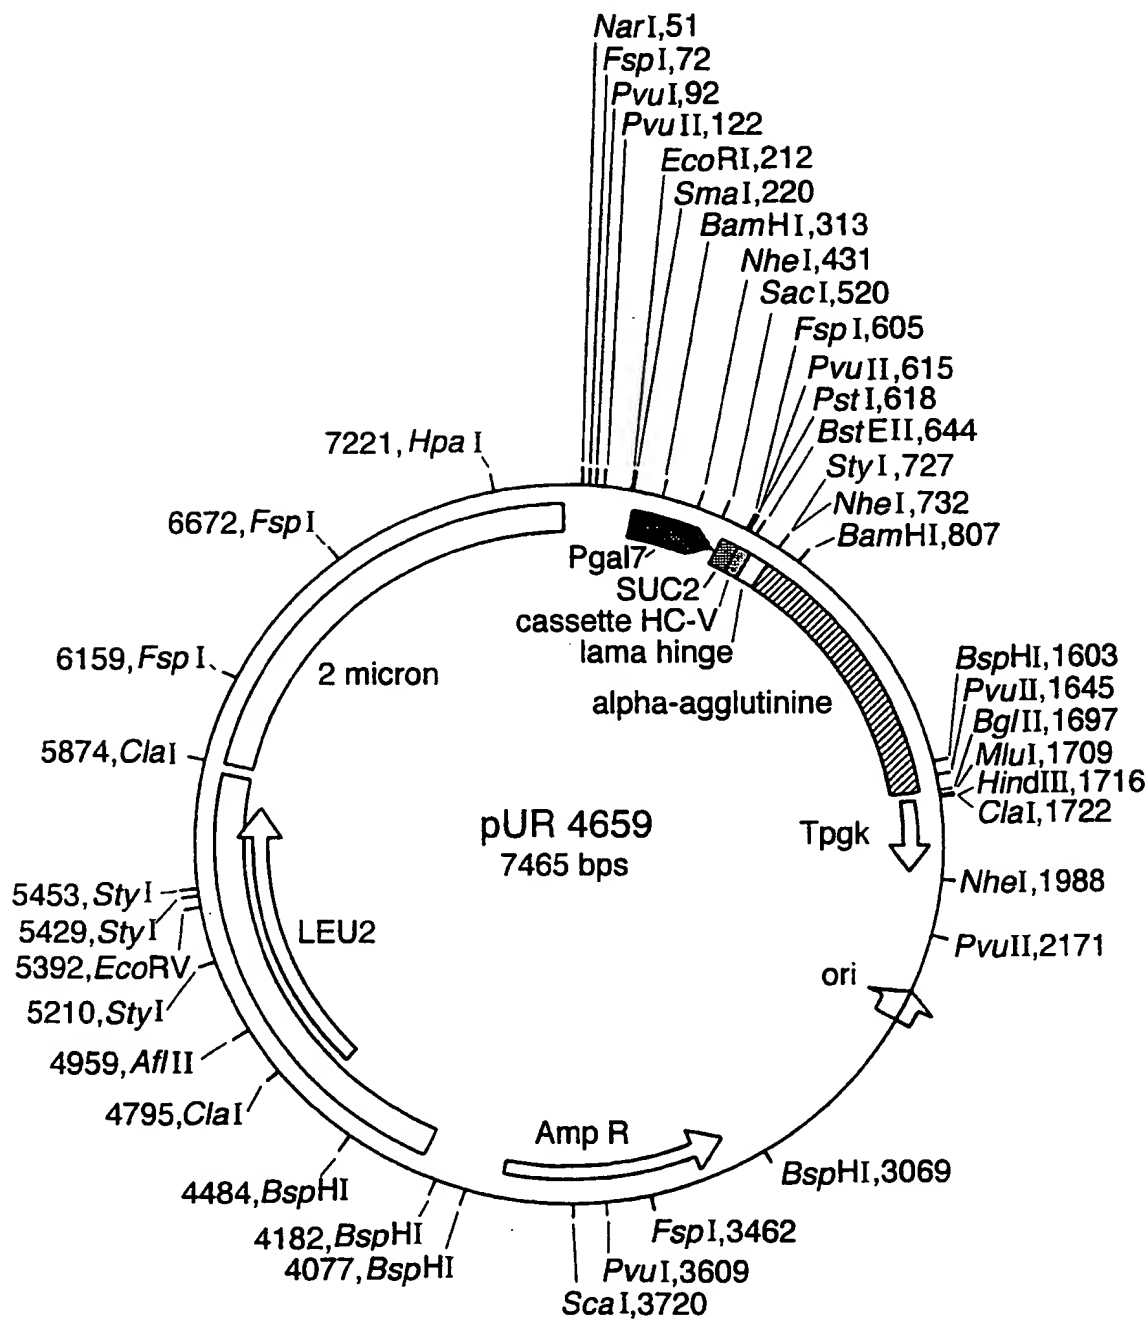 NarI,51
FspI,72
PvuI,92
PvuII,122
EcoRI,212
SmaI,220
BamHI,313
NheI,431
SacI,520
FspI,605
PvuII,615
PstI,618
BstEII,644
StyI,727
NheI,732
BamHI,807
7221,HpaI
6672,FspI
6159,FspI
5874,ClaI
5453,StyI
5429,StyI
5392,EcoRV
5210,StyI
4959,AflII
4795,ClaI
4484,BspHI
4182,BspHI
4077,BspHI
Pgal7
SUC2
cassette HC-V
lama hinge
alpha-agglutinine
2 micron
pUR 4659
7465 bps
Tpgk
LEU2
ori
Amp R
BspHI,1603
PvuII,1645
BglII,1697
MluI,1709
HindIII,1716
ClaI,1722
NheI,1988
PvuII,2171
BspHI,3069
FspI,3462
PvuI,3609
ScaI,3720